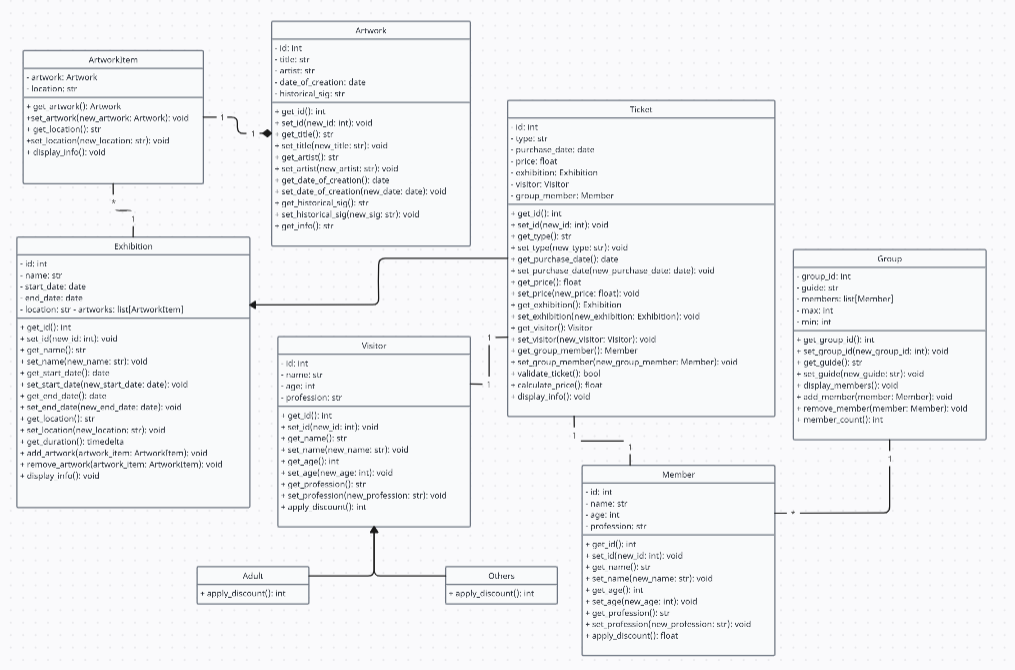 ArtworkItem
- artwork: Artwork
- location: str
+ get_artwork(): Artwork
+set_artwork(new_artwork: Artwork): void
+ get_location(): str
+set_location(new_location: str): void
+ display_info(): void
Artwork
- id: int
- title: str
- artist: str
- date_of_creation: date
- historical_sig: str
+ get_id(): int
+ set_id(new_id: int): void
+ get_title(): str
+ set_title(new_title: str): void
+ get_artist(): str
+ set_artist(new_artist: str): void
+ get_date_of_creation(): date
+ set_date_of_creation(new_date: date): void
+ get_historical_sig(): str
+ set_historical_sig(new_sig: str): void
+ get_info(): str
1
1
*
1
Exhibition
- id: int
- name: str
- start_date: date
- end_date: date
- location: str - artworks: list[ArtworkItem]
+ get_id(): int
+ set_id(new_id: int): void
+ get_name(): str
+ set_name(new_name: str): void
+ get_start_date(): date
+ set_start_date(new_start_date: date): void
+ get_end_date(): date
+ set_end_date(new_end_date: date): void
+ get_location(): str
+ set_location(new_location: str): void
+ get_duration(): timedelta
+ add_artwork(artwork_item: ArtworkItem): void
+ remove_artwork(artwork_item: ArtworkItem): void
+ display_info(): void
Ticket
- id: int
- type: str
- purchase_date: date
- price: float
- exhibition: Exhibition
- visitor: Visitor
- group_member: Member
+ get_id(): int
+ set_id(new_id: int): void
+ get_type(): str
+ set_type(new_type: str): void
+ get_purchase_date(): date
+ set_purchase_date(new_purchase_date: date): void
+ get_price(): float
+ set_price(new_price: float): void
+ get_exhibition(): Exhibition
+ set_exhibition(new_exhibition: Exhibition): void
+ get_visitor(): Visitor
+ set_visitor(new_visitor: Visitor): void
+ get_group_member(): Member
+ set_group_member(new_group_member: Member): void
+ validate_ticket(): bool
+ calculate_price(): float
+ display_info(): void
Visitor
- id: int
- name: str
- age: int
- profession: str
+ get_id(): int
+ set_id(new_id: int): void
+ get_name(): str
+ set_name(new_name: str): void
+ get_age(): int
+ set_age(new_age: int): void
+ get_profession(): str
+ set_profession(new_profession: str): void
+ apply_discount(): int
1
1
Group
- group_id: int
- guide: str
- members: list[Member]
- max: int
- min: int
+ get_group_id(): int
+ set_group_id(new_group_id: int): void
+ get_guide(): str
+ set_guide(new_guide: str): void
+ display_members(): void
+ add_member(member: Member): void
+ remove_member(member: Member): void
+ member_count(): int
1
1
1
*
Member
- id: int
- name: str
- age: int
- profession: str
+ get_id(): int
+ set_id(new_id: int): void
+ get_name(): str
+ set_name(new_name: str): void
+ get_age(): int
+ set_age(new_age: int): void
+ get_profession(): str
+ set_profession(new_profession: str): void
+ apply_discount(): float
Adult
+ apply_discount(): int
Others
+ apply_discount(): int